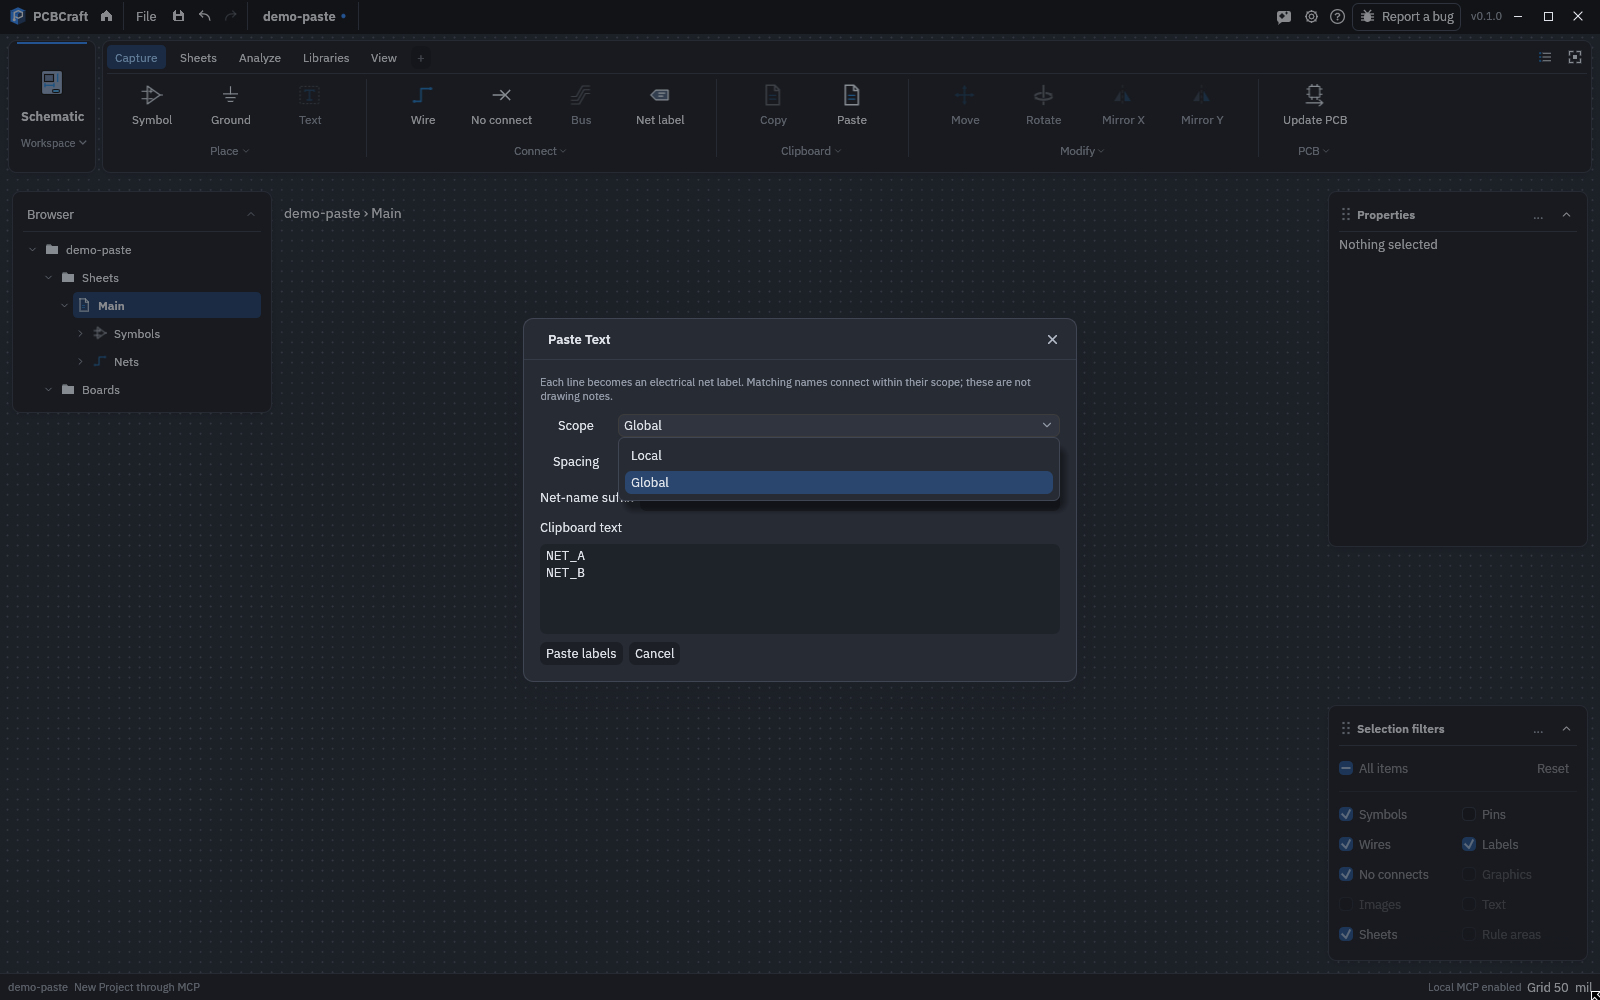 PCBCraft
File
demo-paste
Report a bug
v0.1.0
Schematic
Workspace
Capture
Sheets
Analyze
Libraries
View
+
Symbol
Ground
Text
Place
Wire
No connect
Bus
Net label
Connect
Copy
Paste
Clipboard
Move
Rotate
Mirror X
Mirror Y
Modify
Update PCB
PCB
Browser
demo-paste
Sheets
Main
Symbols
Nets
Boards
demo-paste › Main
Paste Text
Each line becomes an electrical net label. Matching names connect within their scope; these are not
drawing notes.
Scope
Global
Local
Global
Spacing
Net-name
Clipboard text
NET_A
NET_B
Paste labels
Cancel
Properties
...
Nothing selected
Selection filters
...
All items
Reset
Symbols
Pins
Wires
Labels
No connects
Graphics
Images
Text
Sheets
Rule areas
demo-paste
New Project through MCP
Local MCP enabled
Grid 50 mil